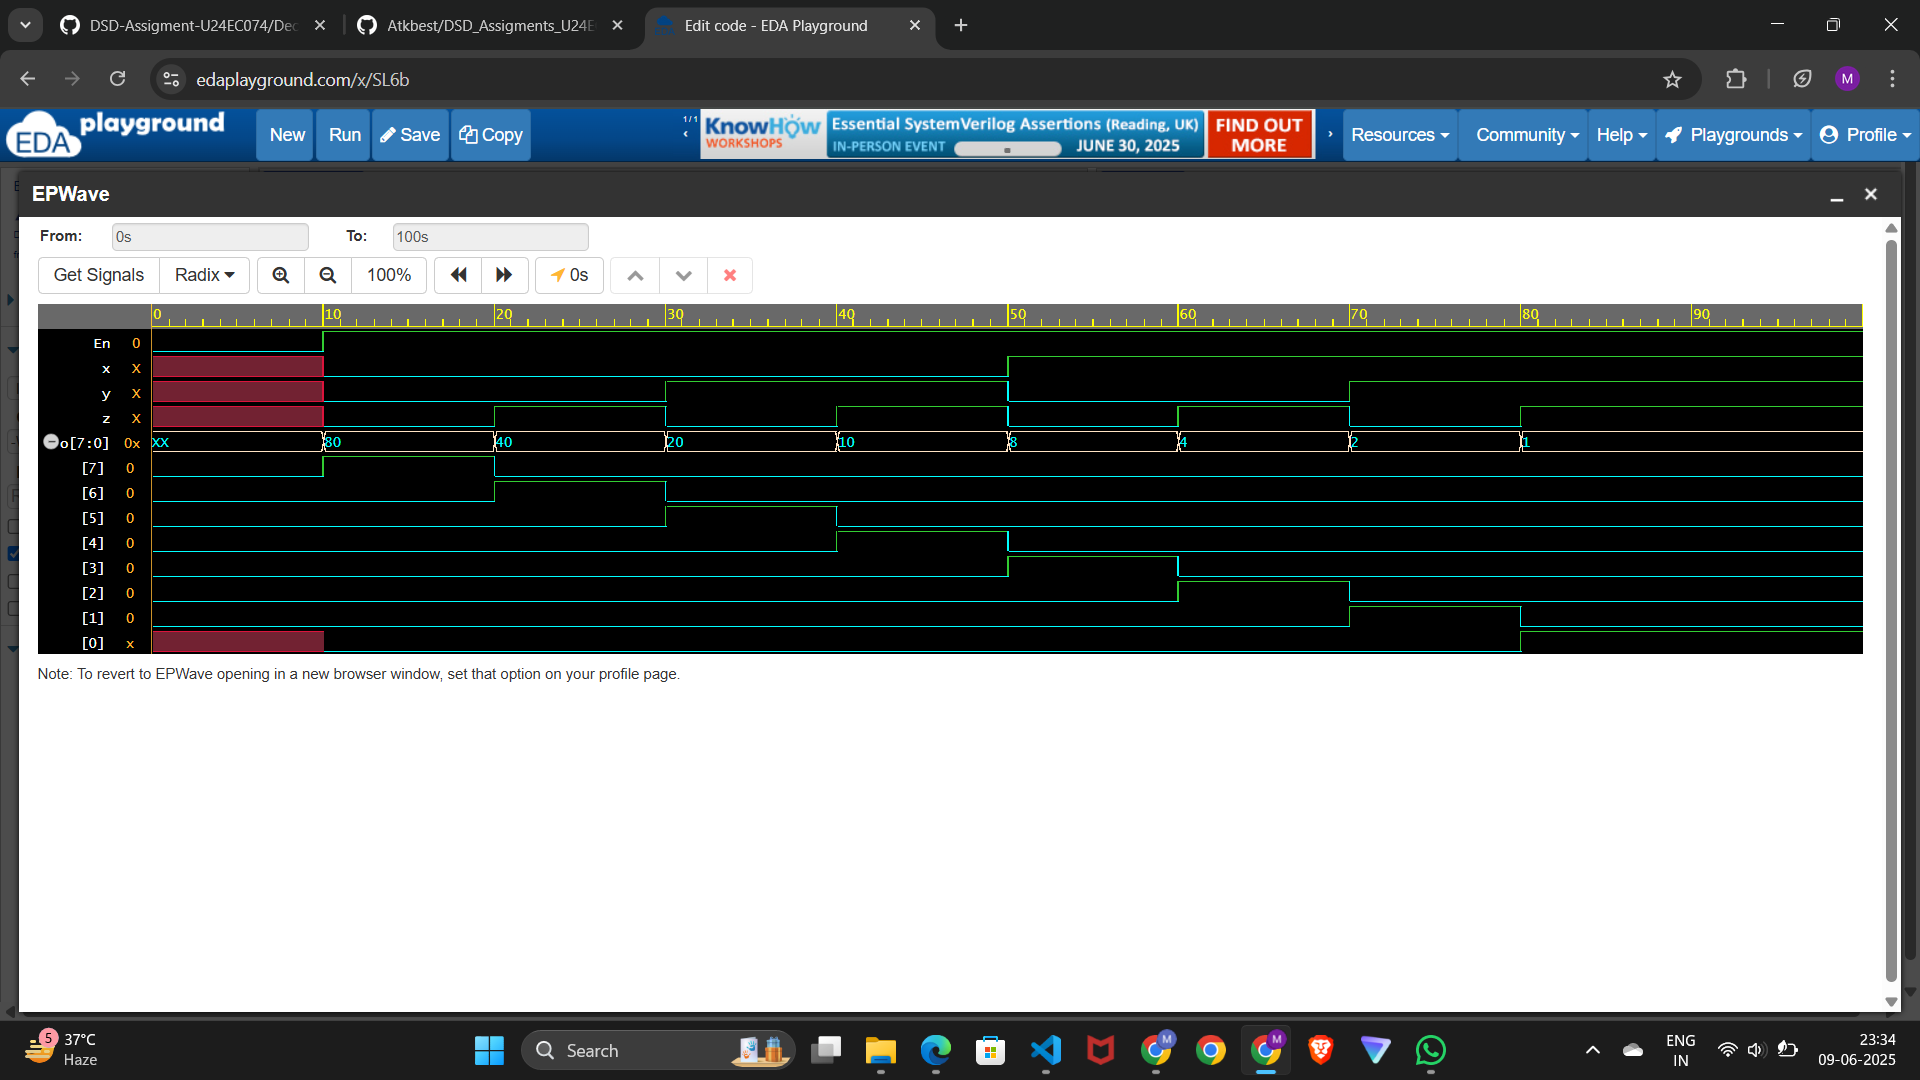 DSD-Assigment-U24EC074/Dec
Atkbest/DSD_Assigments_U24E
Edit code - EDA Playground
edaplayground.com/x/SL6b
M
EDA playground
New
Run
Save
Copy
1/1
KnowHow WORKSHOPS
Essential SystemVerilog Assertions (Reading, UK)
IN-PERSON EVENT
JUNE 30, 2025
FIND OUT MORE
Resources
Community
Help
Playgrounds
Profile
EPWave
From: 0s To: 100s
Get Signals Radix 100% 0s
0 10 20 30 40 50 60 70 80 90
En 0
x X
y X
z X
o[7:0] 0x XX 80 40 20 10 8 4 2 1
[7] 0
[6] 0
[5] 0
[4] 0
[3] 0
[2] 0
[1] 0
[0] x
Note: To revert to EPWave opening in a new browser window, set that option on your profile page.
5
37°C
Haze
Search
M
M
ENG
IN
23:34
09-06-2025